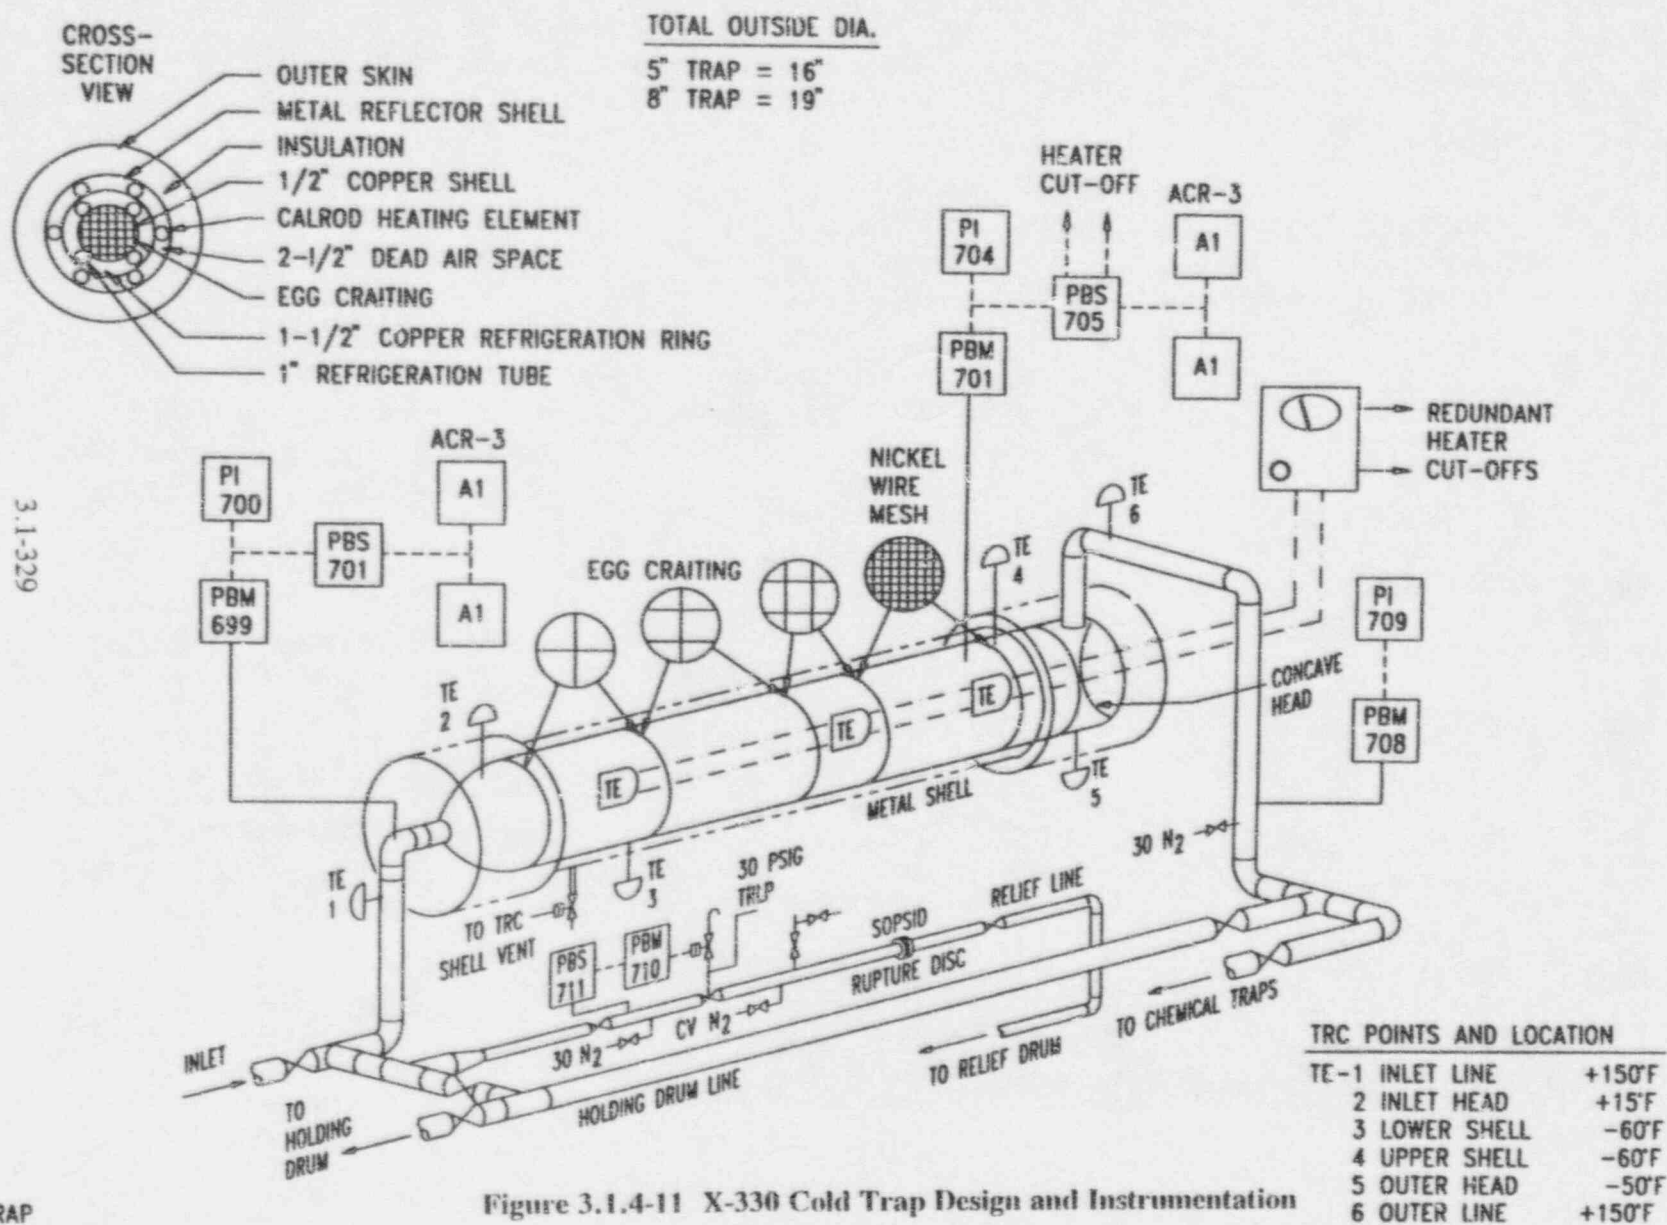 CROSS-
SECTION
VIEW
OUTER SKIN
METAL REFLECTOR SHELL
INSULATION
1/2" COPPER SHELL
CALROD HEATING ELEMENT
2-1/2" DEAD AIR SPACE
EGG CRAITING
1-1/2" COPPER REFRIGERATION RING
1" REFRIGERATION TUBE
TOTAL OUTSIDE DIA.
5" TRAP = 16"
8" TRAP = 19"
HEATER
CUT-OFF
ACR-3
PI
704
A1
PBS
705
PBM
701
A1
REDUNDANT
HEATER
CUT-OFFS
ACR-3
PI
700
A1
PBS
701
PBM
699
A1
NICKEL
WIRE
MESH
EGG CRAITING
TE
4
TE
6
PI
709
PBM
708
CONCAVE
HEAD
TE
2
TE
TE
TE
METAL SHELL
TE
5
30 N2
TE
1
TE
3
TO TRC
SHELL VENT
30 PSIG
TRLP
PBS
711
PBM
710
SOPSID
RELIEF LINE
RUPTURE DISC
CV N2
30 N2
TO CHEMICAL TRAPS
TO RELIEF DRUM
INLET
TO
HOLDING
DRUM
HOLDING DRUM LINE
TRC POINTS AND LOCATION
TE-1 INLET LINE +150°F
2 INLET HEAD +15°F
3 LOWER SHELL -60°F
4 UPPER SHELL -60°F
5 OUTER HEAD -50°F
6 OUTER LINE +150°F
Figure 3.1.4-11 X-330 Cold Trap Design and Instrumentation
3.1-329
RAP